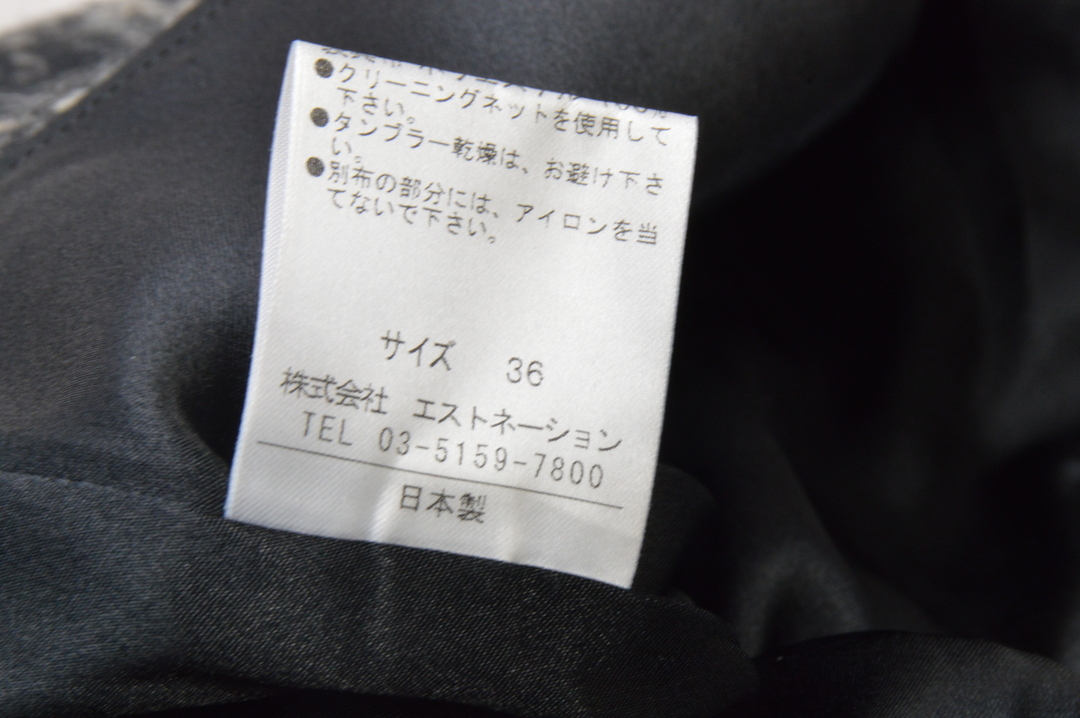 ●クリーニングネットを使用して
下さい。
●タンブラー乾燥は、お避け下さ
い。
●別布の部分には、アイロンを当
てないで下さい。
サイズ 36
株式会社 エストネーション
TEL 03-5159-7800
日本製